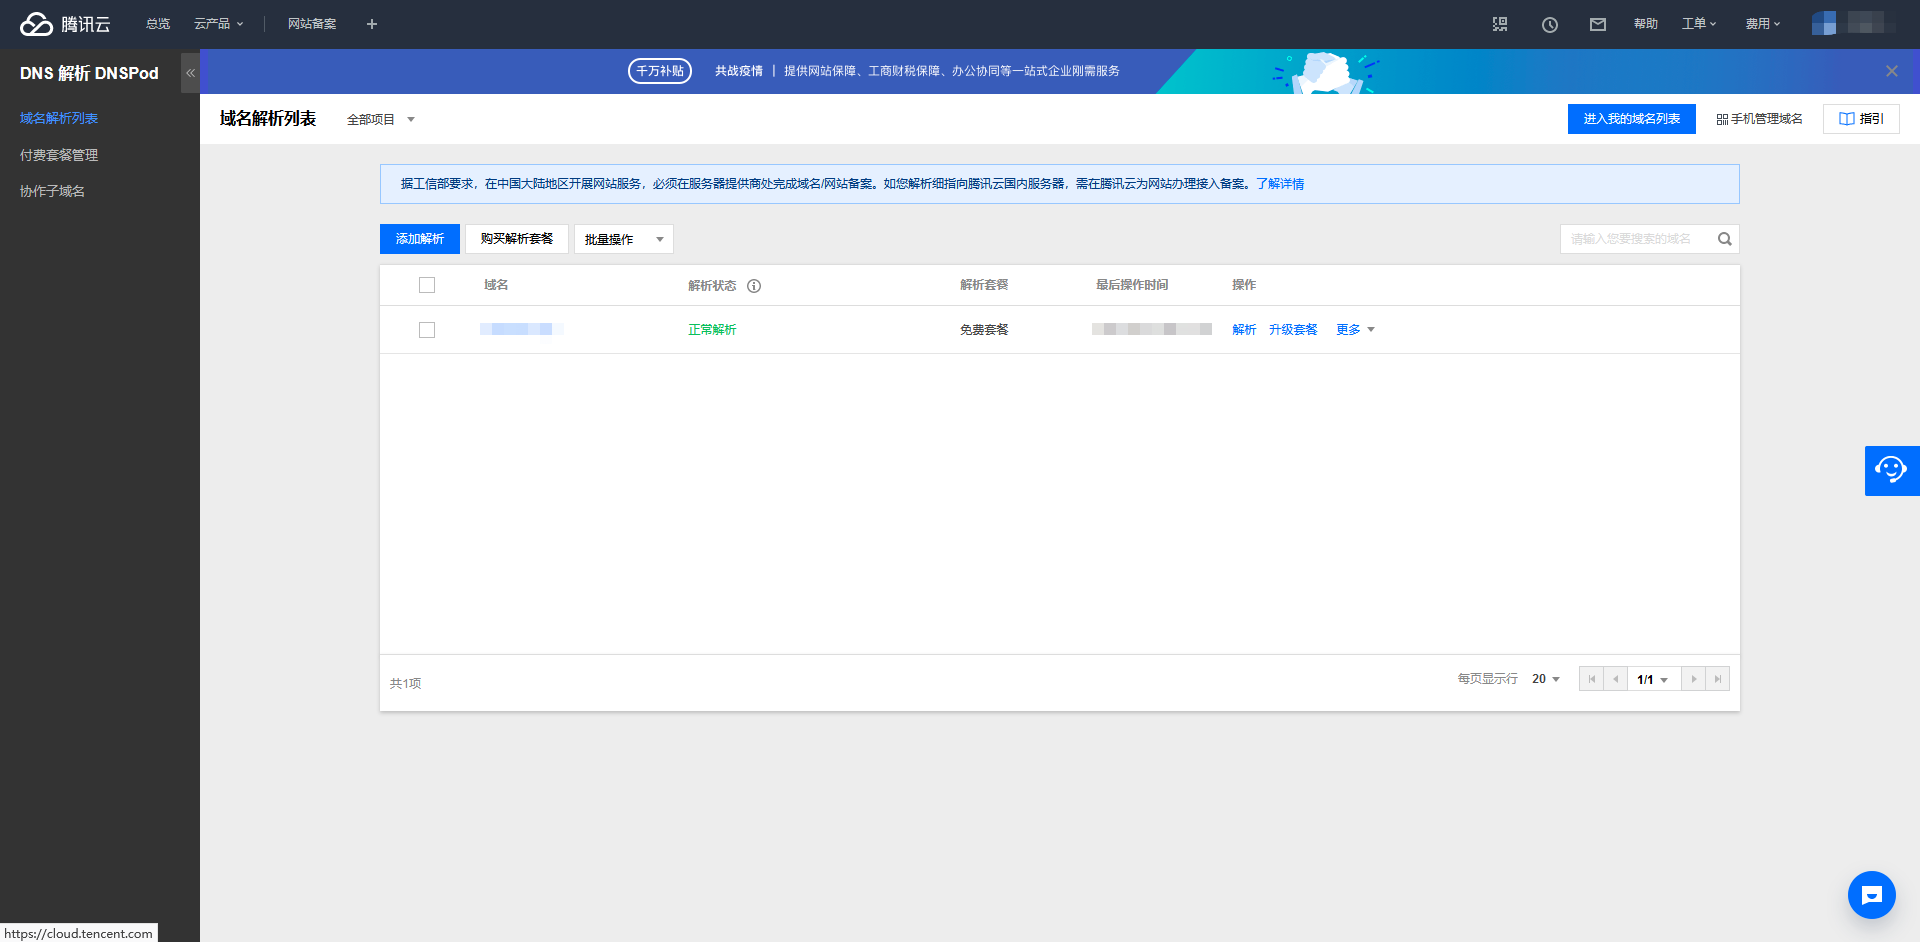 腾讯云 总览 云产品 网站备案 + 帮助 工单 费用
DNS 解析 DNSPod
千万补贴 共战疫情 | 提供网站保障、工商财税保障、办公协同等一站式企业刚需服务
域名解析列表
付费套餐管理
协作子域名
域名解析列表 全部项目 进入我的域名列表 手机管理域名 指引
据工信部要求，在中国大陆地区开展网站服务，必须在服务器提供商处完成域名/网站备案。如您解析细指向腾讯云国内服务器，需在腾讯云为网站办理接入备案。了解详情
添加解析 购买解析套餐 批量操作 请输入您要搜索的域名
域名 解析状态 解析套餐 最后操作时间 操作
正常解析 免费套餐 解析 升级套餐 更多
共1项 每页显示行 20 1/1
https://cloud.tencent.com